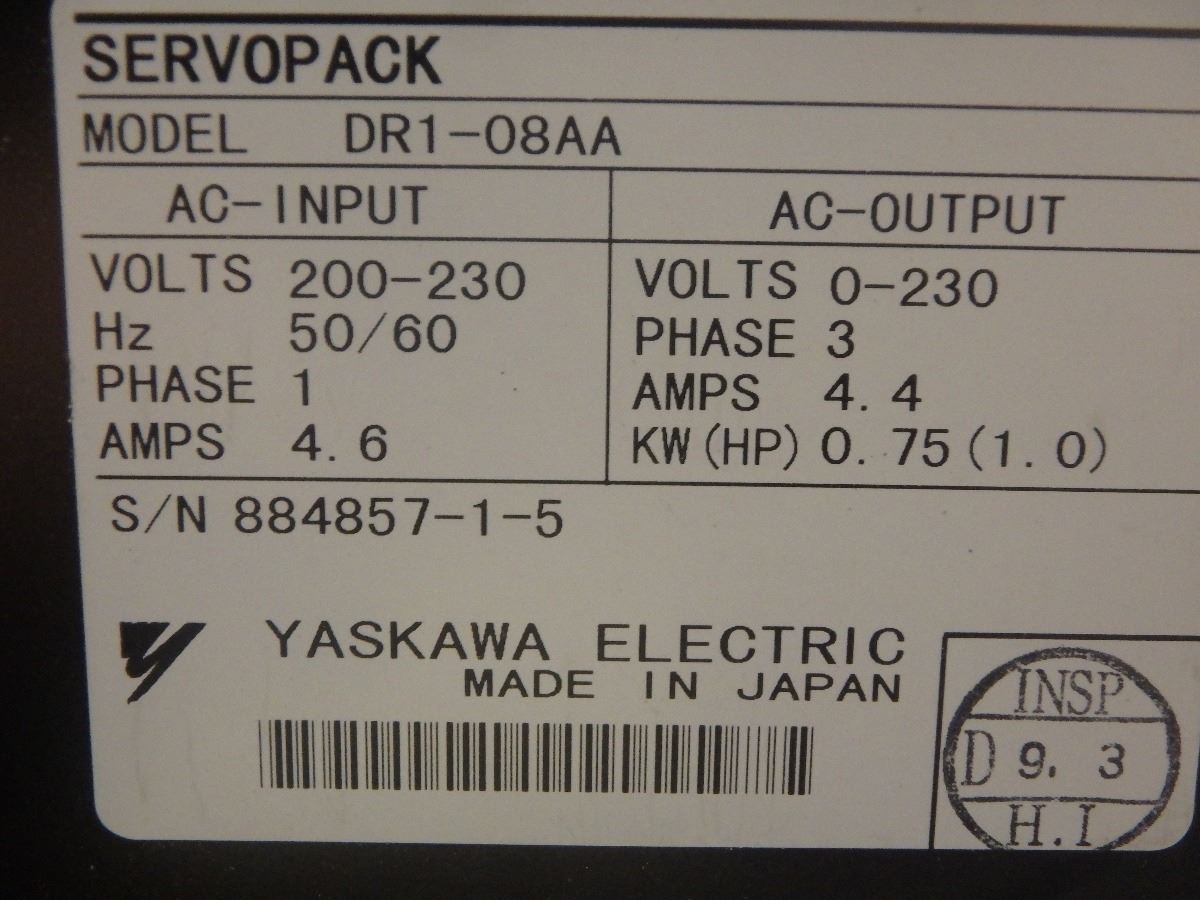 SERVOPACK
MODEL DR1-08AA
AC-INPUT AC-OUTPUT
VOLTS 200-230 VOLTS 0-230
Hz 50/60 PHASE 3
PHASE 1 AMPS 4.4
AMPS 4.6 KW(HP) 0.75(1.0)
S/N 884857-1-5
YASKAWA ELECTRIC
MADE IN JAPAN
INSP
D 9. 3
H.I